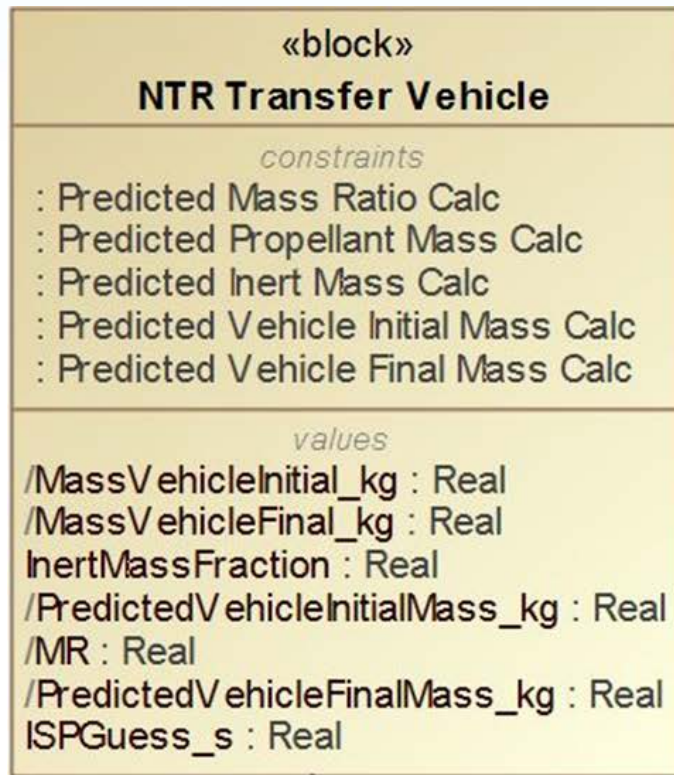 «block»
NTR Transfer Vehicle
constraints
: Predicted Mass Ratio Calc
: Predicted Propellant Mass Calc
: Predicted Inert Mass Calc
: Predicted Vehicle Initial Mass Calc
: Predicted Vehicle Final Mass Calc
values
/MassVehicleInitial_kg : Real
/MassVehicleFinal_kg : Real
InertMassFraction : Real
/PredictedVehicleInitialMass_kg : Real
/MR : Real
/PredictedVehicleFinalMass_kg : Real
ISPGuess_s : Real